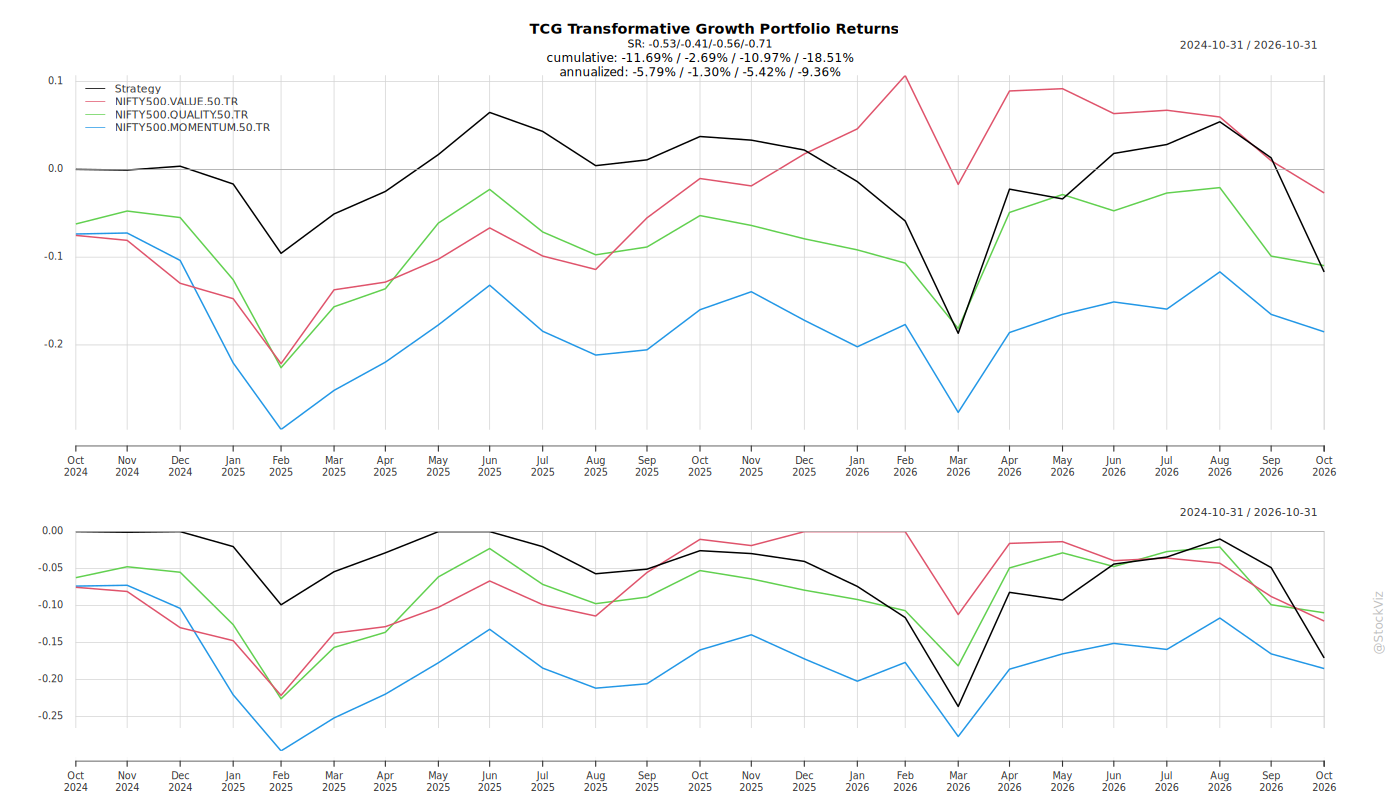 TCG Transformative Growth Portfolio Returns
SR: -0.53/-0.41/-0.56/-0.71
cumulative: -11.69% / -2.69% / -10.97% / -18.51%
annualized: -5.79% / -1.30% / -5.42% / -9.36%
2024-10-31 / 2026-10-31
Strategy
NIFTY500.VALUE.50.TR
NIFTY500.QUALITY.50.TR
NIFTY500.MOMENTUM.50.TR
0.1
0.0
-0.1
-0.2
Oct Nov Dec Jan Feb Mar Apr May Jun Jul Aug Sep Oct Nov Dec Jan Feb Mar Apr May Jun Jul Aug Sep Oct
2024 2024 2024 2025 2025 2025 2025 2025 2025 2025 2025 2025 2025 2025 2025 2026 2026 2026 2026 2026 2026 2026 2026 2026 2026
2024-10-31 / 2026-10-31
0.00
-0.05
-0.10
-0.15
-0.20
-0.25
Oct Nov Dec Jan Feb Mar Apr May Jun Jul Aug Sep Oct Nov Dec Jan Feb Mar Apr May Jun Jul Aug Sep Oct
2024 2024 2024 2025 2025 2025 2025 2025 2025 2025 2025 2025 2025 2025 2025 2026 2026 2026 2026 2026 2026 2026 2026 2026 2026
@StockViz